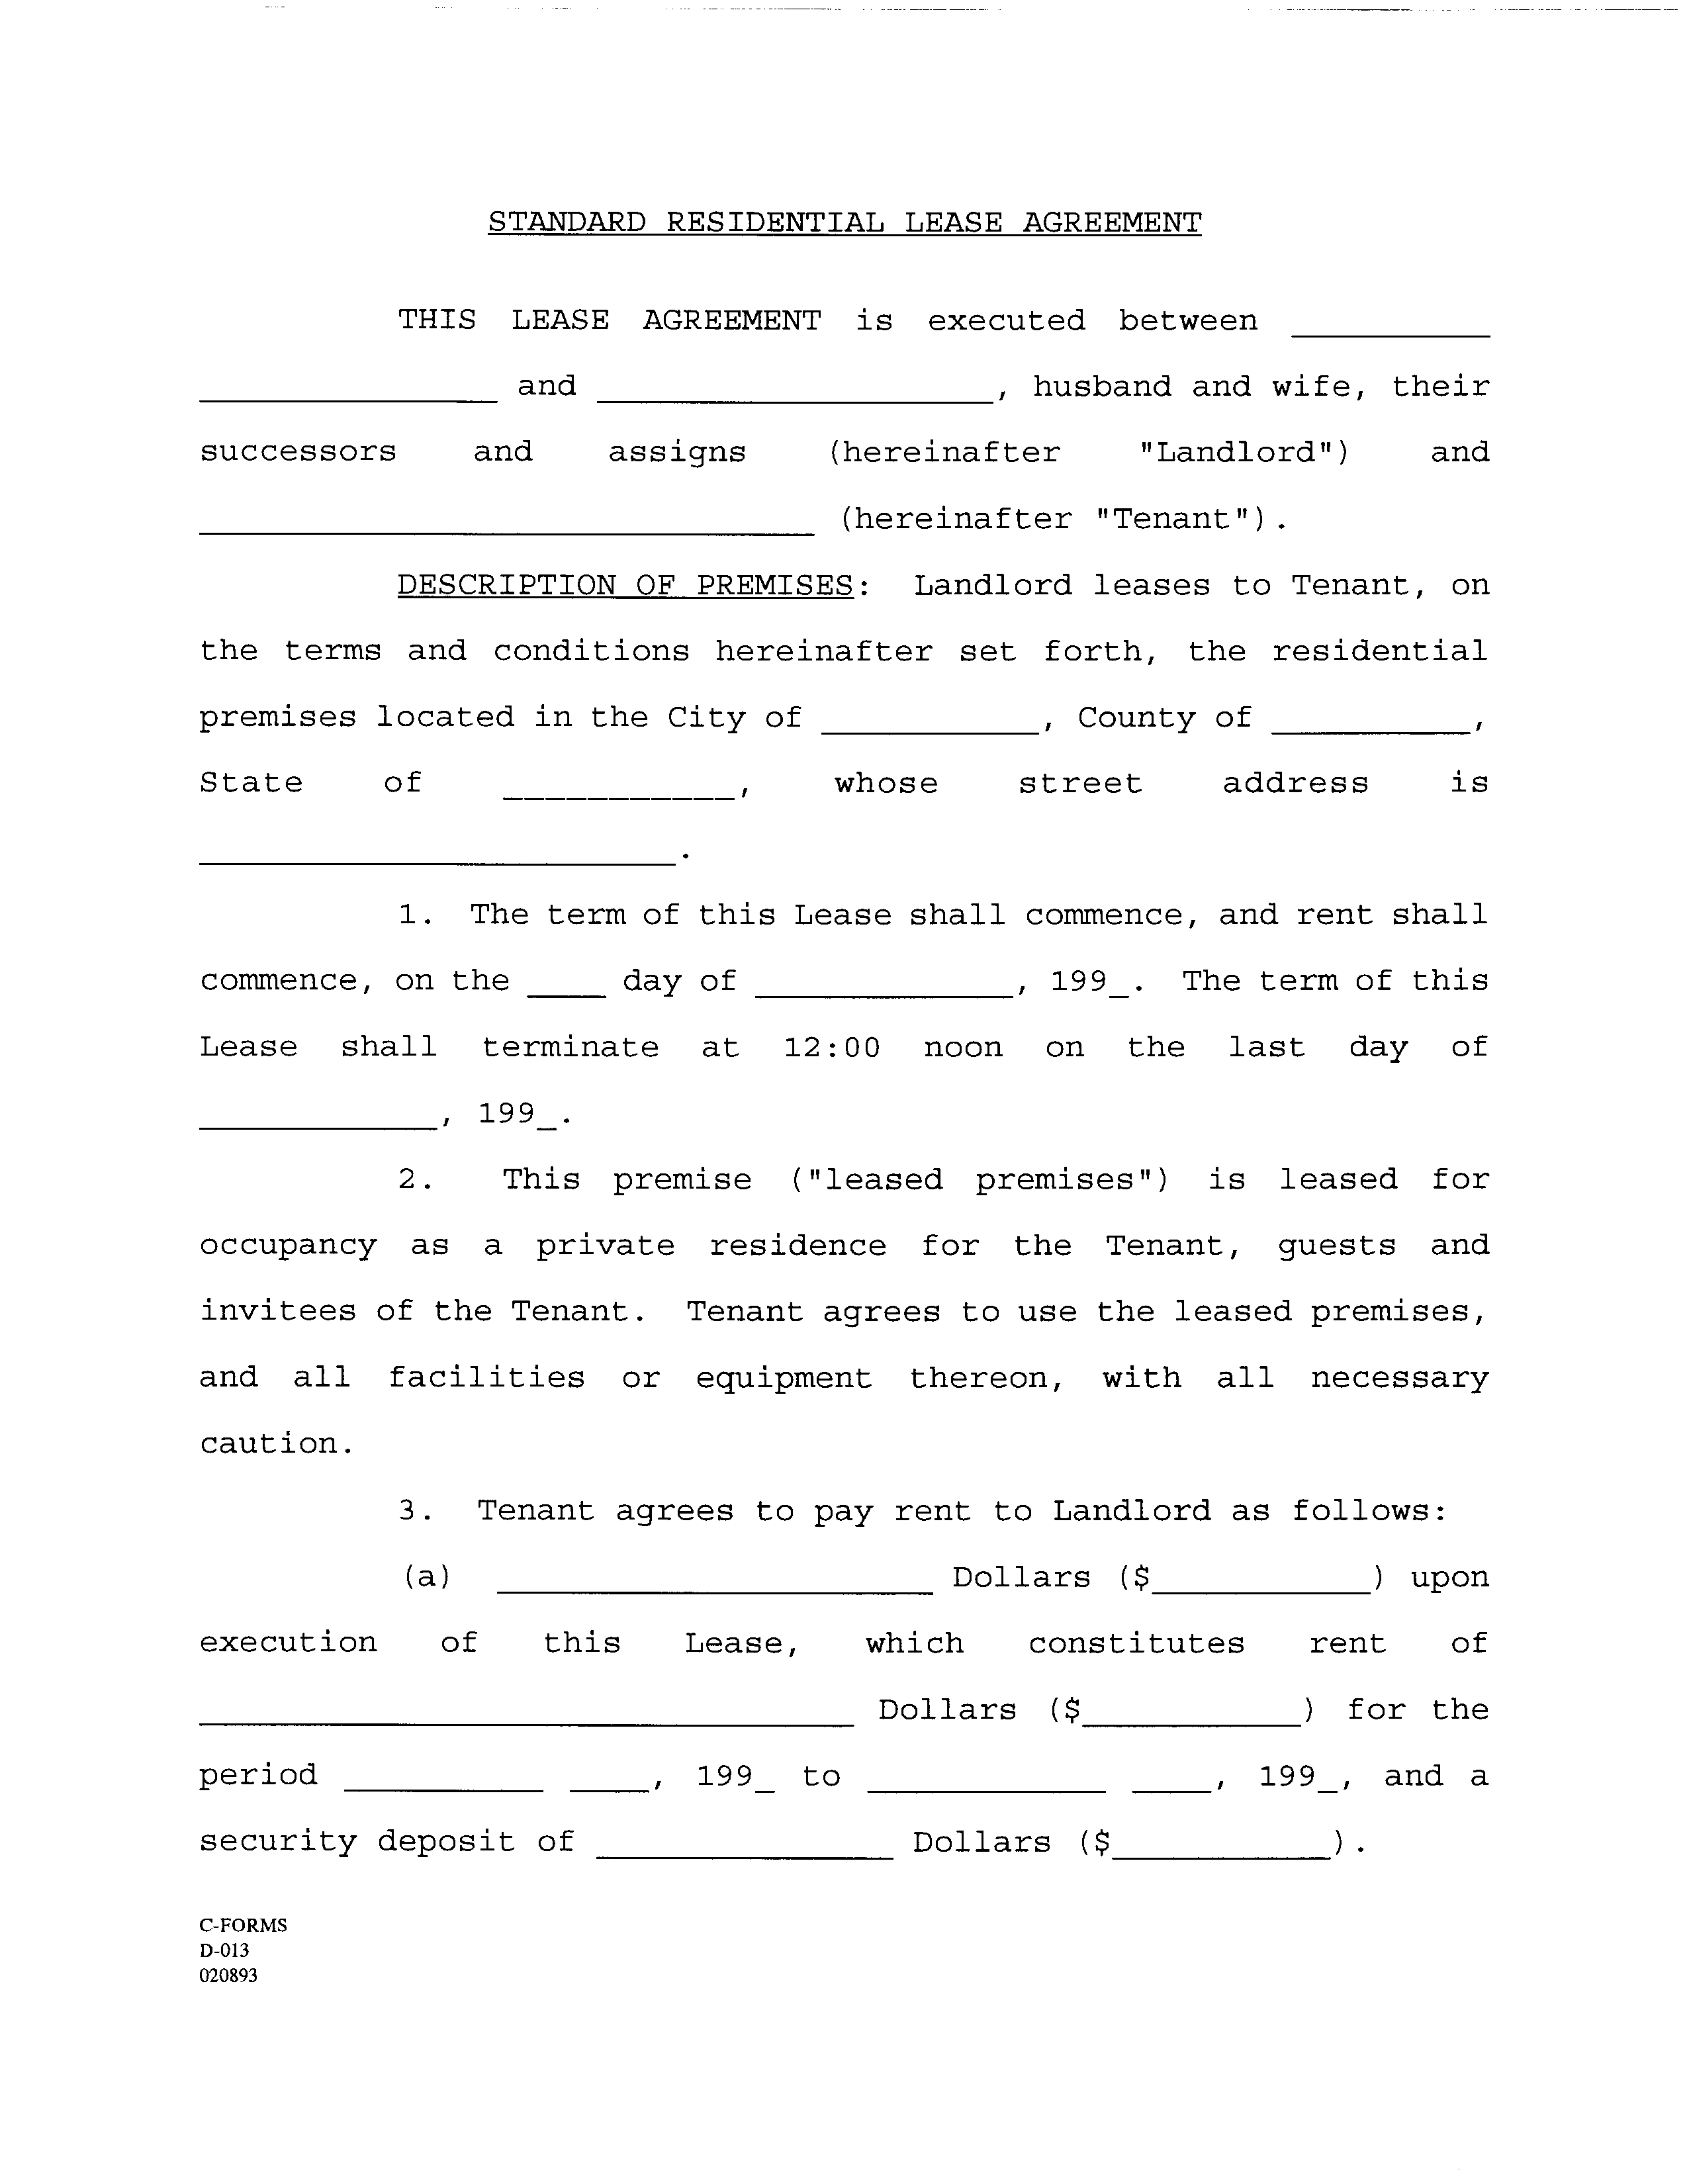 STANDARD RESIDENTIAL LEASE AGREEMENT
THIS LEASE AGREEMENT is executed between __________
_______________ and ____________________, husband and wife, their
successors and assigns (hereinafter "Landlord") and
_______________________________ (hereinafter "Tenant").
DESCRIPTION OF PREMISES: Landlord leases to Tenant, on
the terms and conditions hereinafter set forth, the residential
premises located in the City of ___________, County of __________,
State of ___________, whose street address is
________________________.
1. The term of this Lease shall commence, and rent shall
commence, on the ____ day of _____________, 199_. The term of this
Lease shall terminate at 12:00 noon on the last day of
____________, 199_.
2. This premise ("leased premises") is leased for
occupancy as a private residence for the Tenant, guests and
invitees of the Tenant. Tenant agrees to use the leased premises,
and all facilities or equipment thereon, with all necessary
caution.
3. Tenant agrees to pay rent to Landlord as follows:
(a) ______________________ Dollars ($___________) upon
execution of this Lease, which constitutes rent of
_________________________________ Dollars ($___________) for the
period __________ ____, 199_ to ____________ ____, 199_, and a
security deposit of _______________ Dollars ($___________).
C-FORMS
D-013
020893